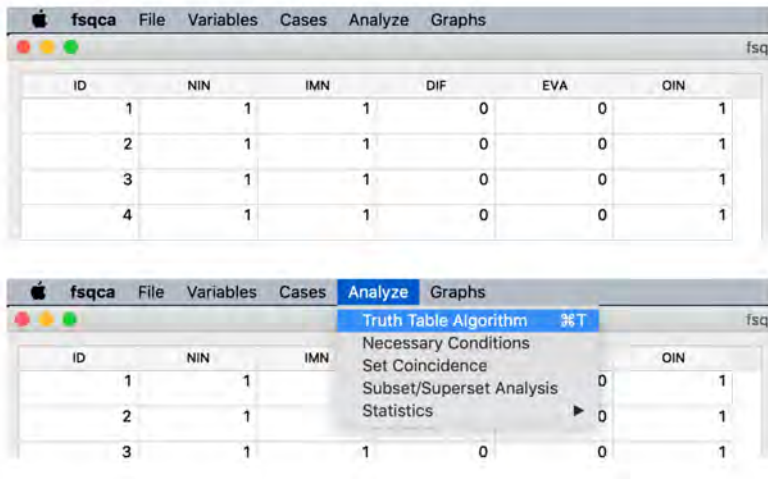 fsqca File Variables Cases Analyze Graphs
fsq
ID NIN IMN DIF EVA OIN
1 1 1 0 0 1
2 1 1 0 0 1
3 1 1 0 0 1
4 1 1 0 0 1
fsqca File Variables Cases Analyze Graphs
Truth Table Algorithm ⌘T
fsq
Necessary Conditions
ID NIN IMN OIN
Set Coincidence
1 1 0 1
Subset/Superset Analysis
2 1 0 1
Statistics
3 1 1 0 0 1